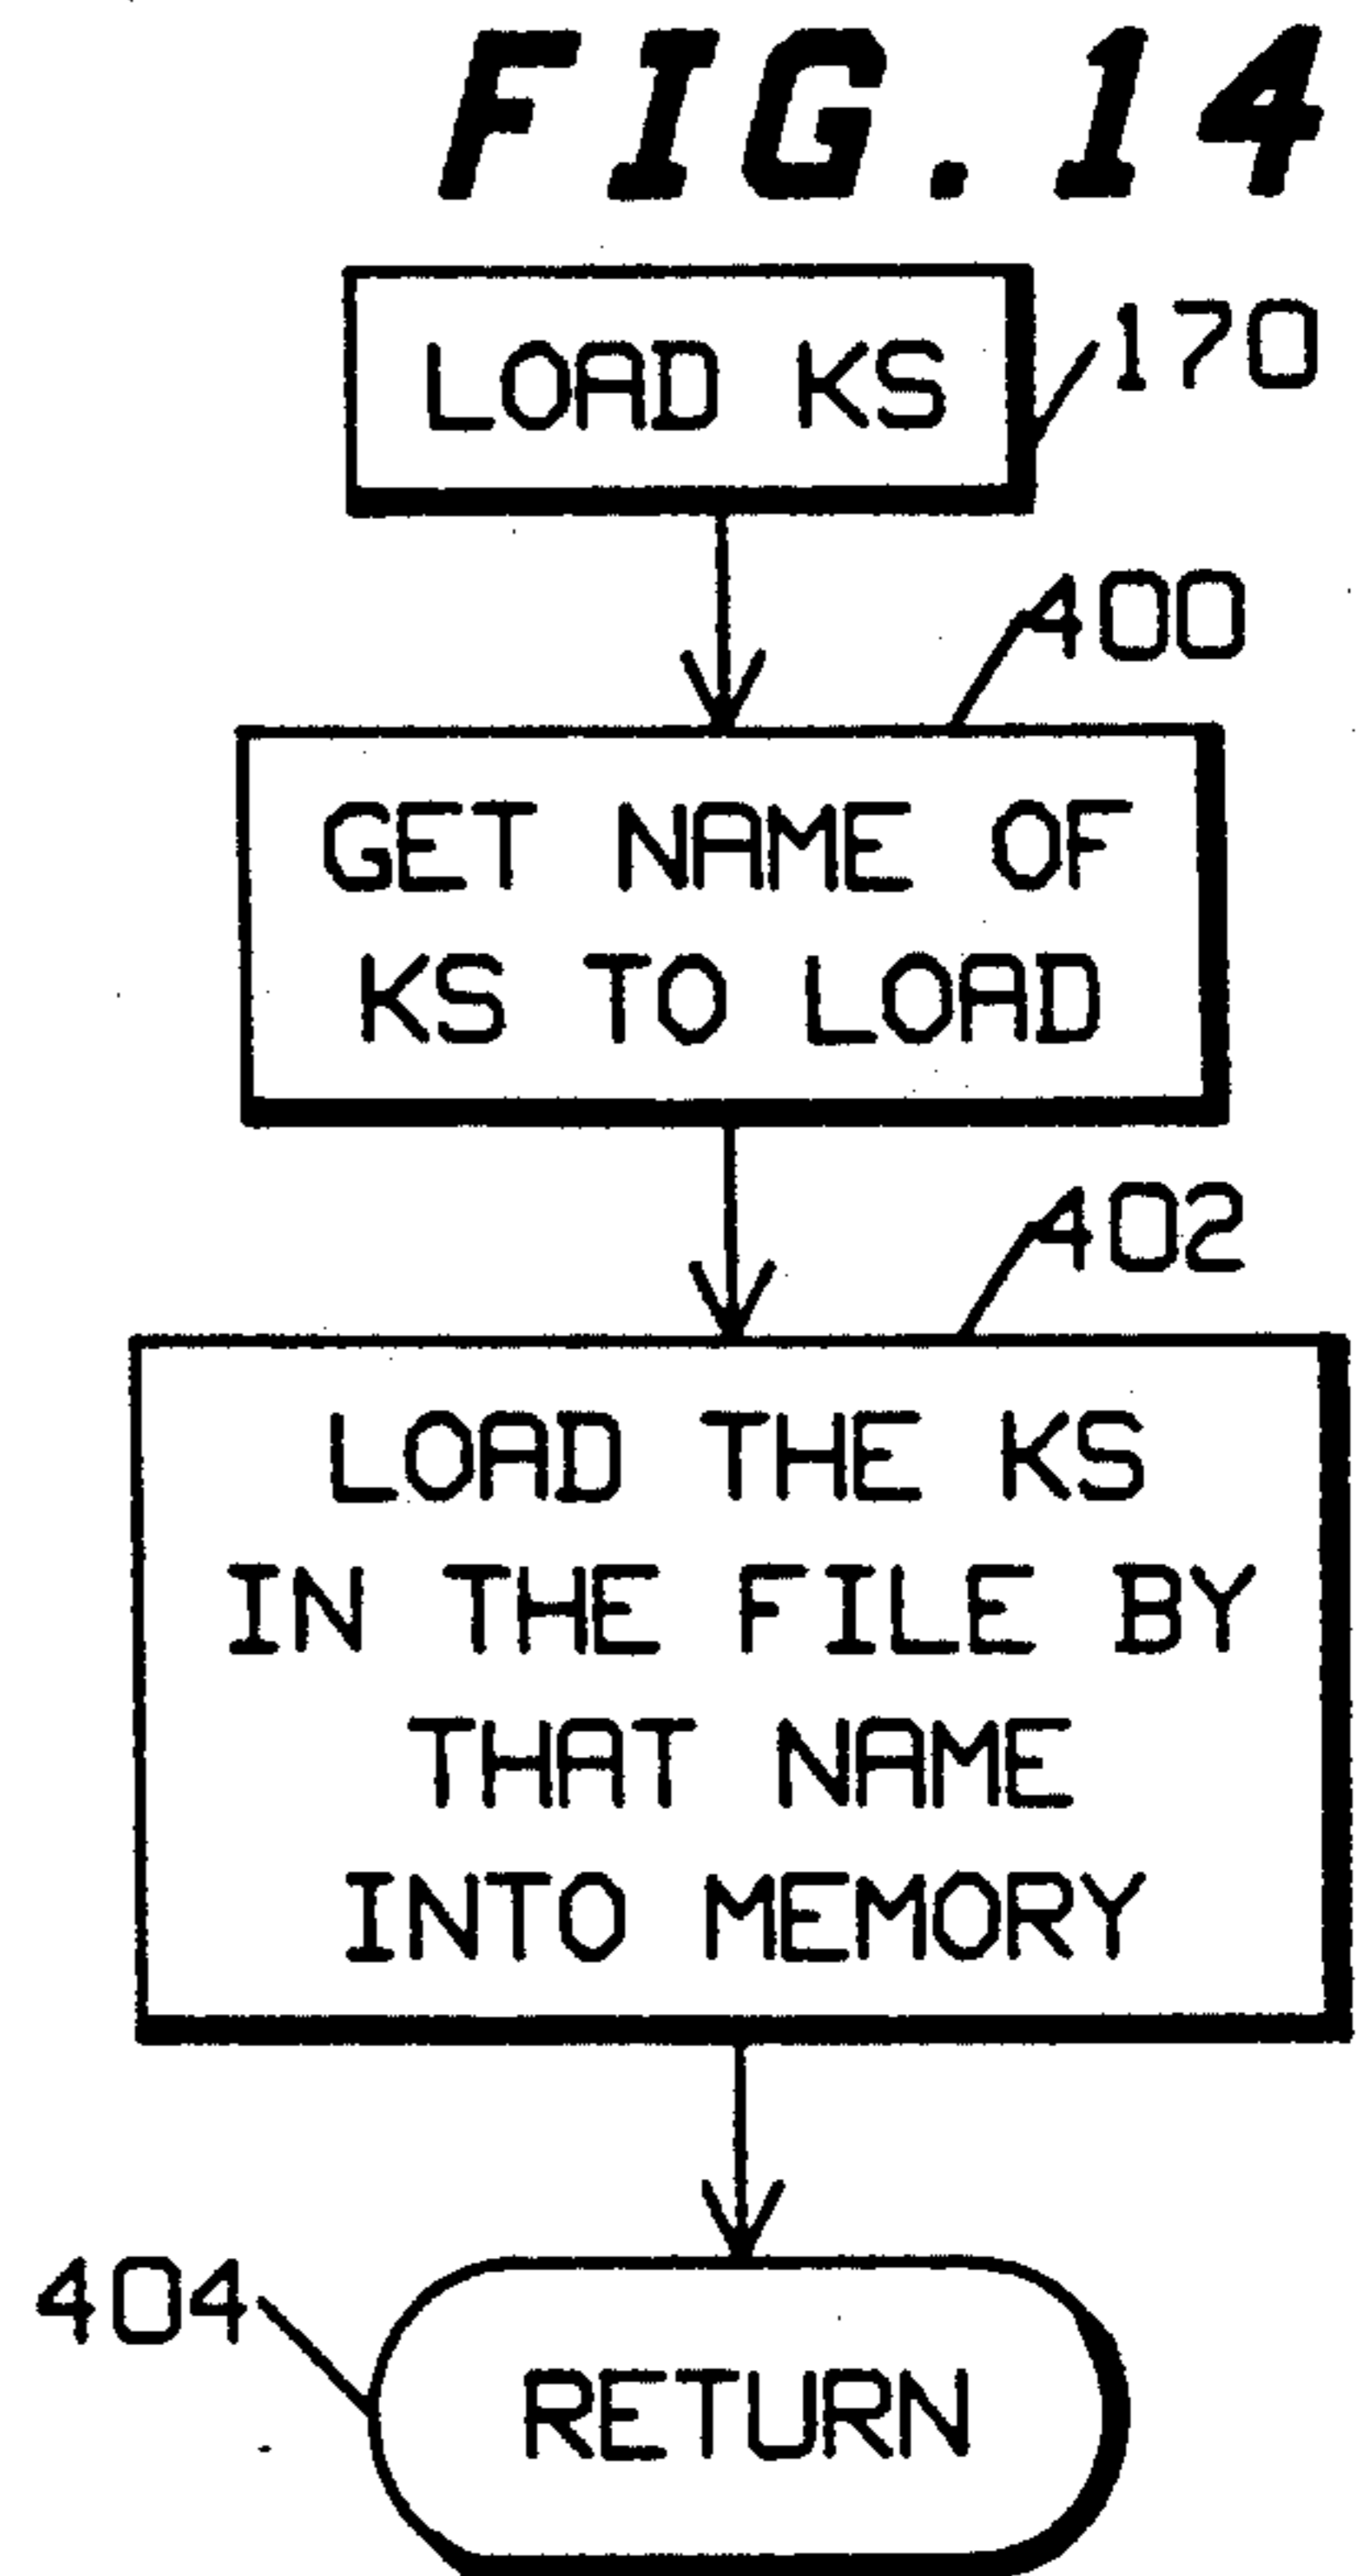 FIG. 14
LOAD KS
170
400
GET NAME OF
KS TO LOAD
402
LOAD THE KS
IN THE FILE BY
THAT NAME
INTO MEMORY
404
RETURN